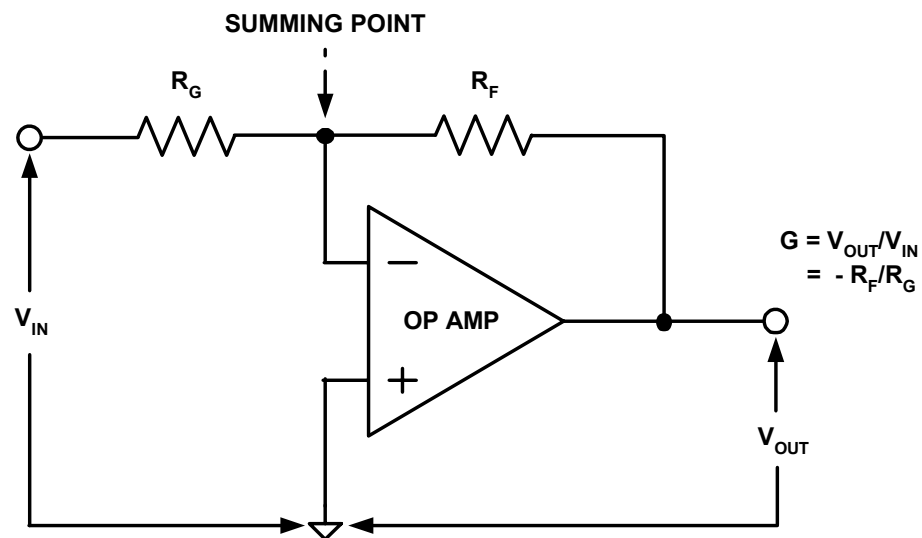 SUMMING POINT
R_G
R_F
G = V_OUT/V_IN
= - R_F/R_G
−
OP AMP
V_IN
+
V_OUT